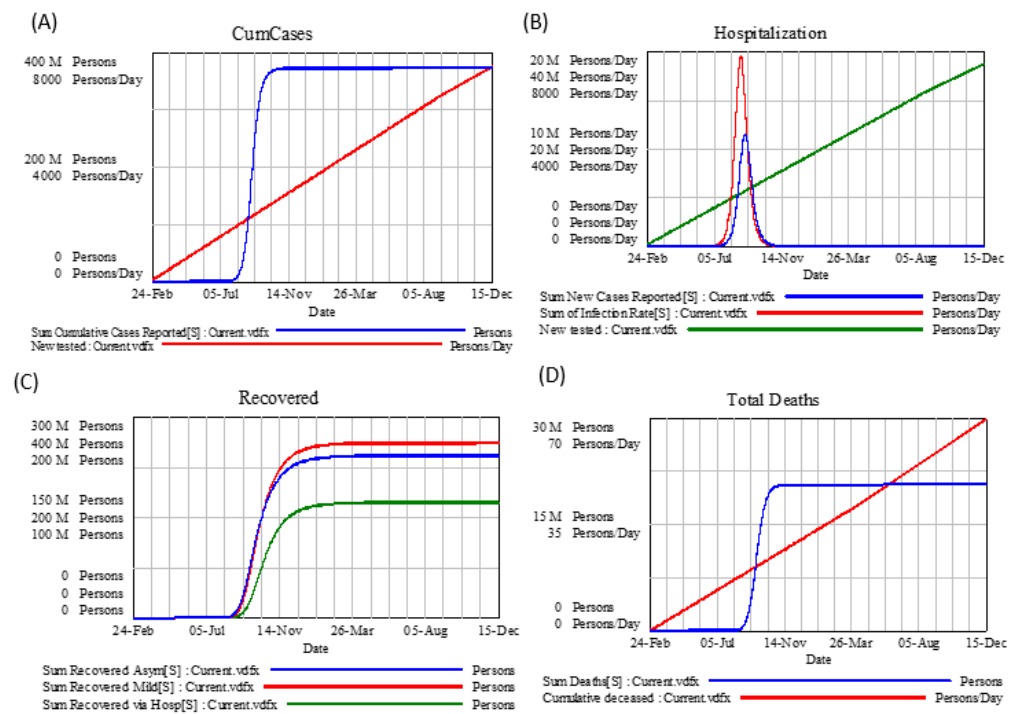 (A)
CumCases
400 M Persons
8000 Persons/Day
200 M Persons
4000 Persons/Day
0 Persons
0 Persons/Day
24-Feb 05-Jul 14-Nov 26-Mar 05-Aug 15-Dec
Date
Sum Cumulative Cases Reported[S] : Current.vdfx Persons
New tested : Current.vdfx Persons/Day
(B)
Hospitalization
20 M Persons/Day
40 M Persons/Day
8000 Persons/Day
10 M Persons/Day
20 M Persons/Day
4000 Persons/Day
0 Persons/Day
0 Persons/Day
0 Persons/Day
24-Feb 05-Jul 14-Nov 26-Mar 05-Aug 15-Dec
Date
Sum New Cases Reported[S] : Current.vdfx Persons/Day
Sum of Infection Rate[S] : Current.vdfx Persons/Day
New tested : Current.vdfx Persons/Day
(C)
Recovered
300 M Persons
400 M Persons
200 M Persons
150 M Persons
200 M Persons
100 M Persons
0 Persons
0 Persons
0 Persons
24-Feb 05-Jul 14-Nov 26-Mar 05-Aug 15-Dec
Date
Sum Recovered Asym[S] : Current.vdfx Persons
Sum Recovered Mild[S] : Current.vdfx Persons
Sum Recovered via Hosp[S] : Current.vdfx Persons
(D)
Total Deaths
30 M Persons
70 Persons/Day
15 M Persons
35 Persons/Day
0 Persons
0 Persons/Day
24-Feb 05-Jul 14-Nov 26-Mar 05-Aug 15-Dec
Date
Sum Deaths[S] : Current.vdfx Persons
Cumulative deceased : Current.vdfx Persons/Day